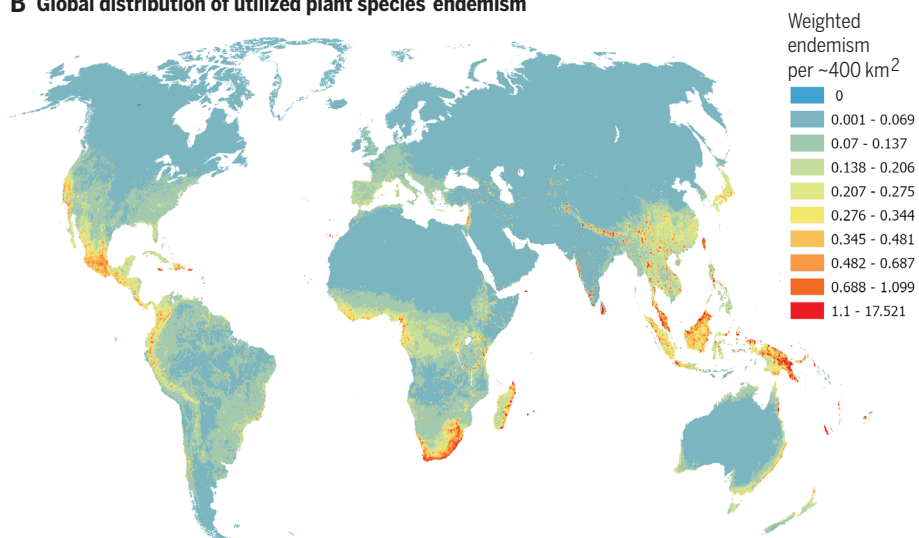 B Global distribution of utilized plant species endemism
Weighted
endemism
per ~400 km²
0
0.001 - 0.069
0.07 - 0.137
0.138 - 0.206
0.207 - 0.275
0.276 - 0.344
0.345 - 0.481
0.482 - 0.687
0.688 - 1.099
1.1 - 17.521